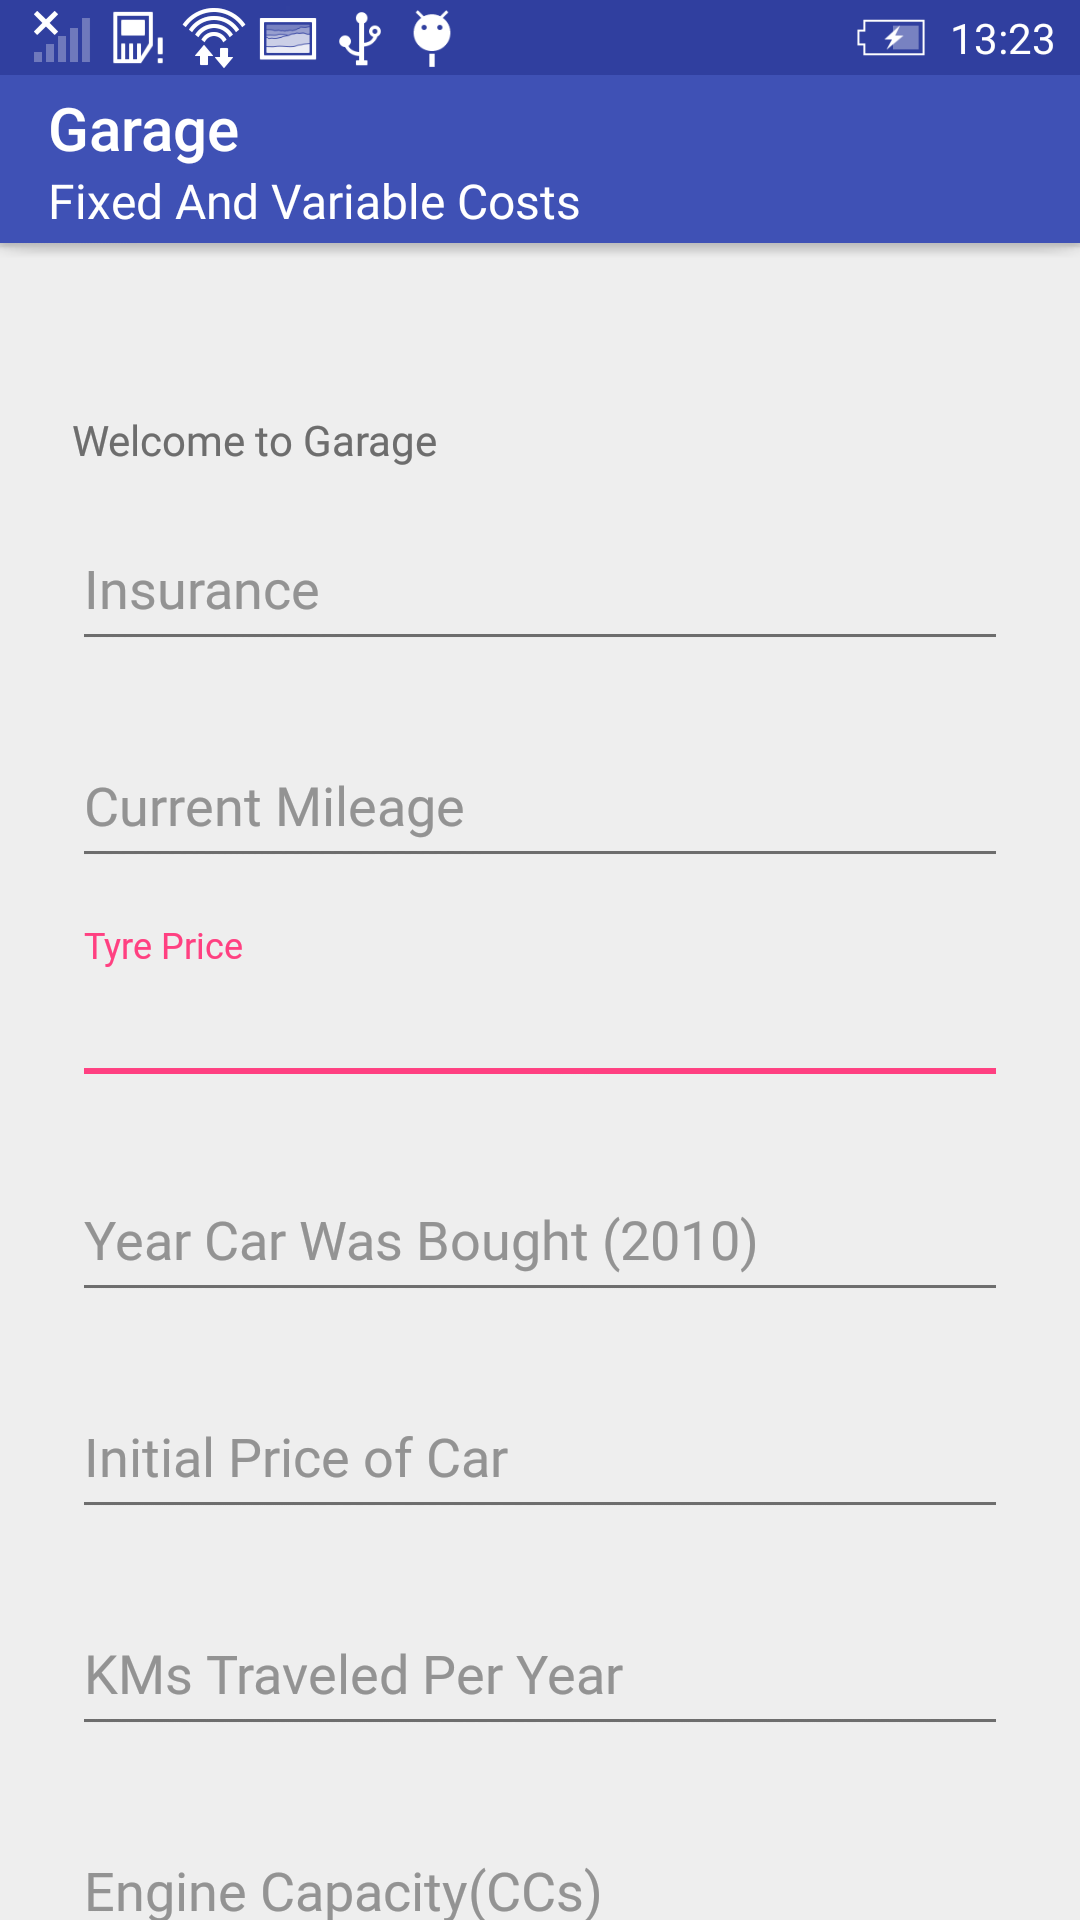 13:23
Garage
Fixed And Variable Costs
Welcome to Garage
Insurance
Current Mileage
Tyre Price
Year Car Was Bought (2010)
Initial Price of Car
KMs Traveled Per Year
Engine Capacity(CCs)